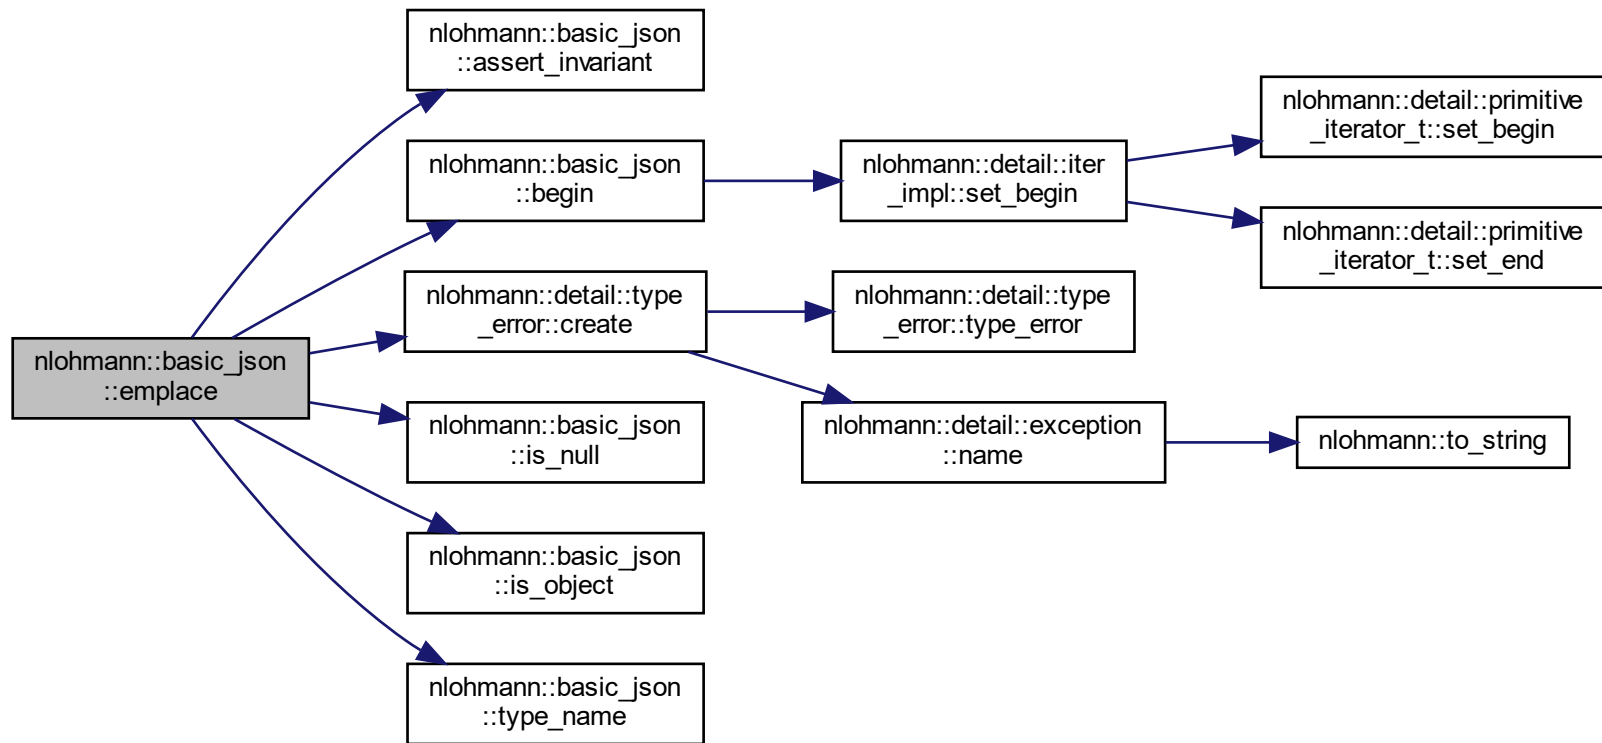 nlohmann::basic_json
::emplace
nlohmann::basic_json
::assert_invariant
nlohmann::basic_json
::begin
nlohmann::detail::type
_error::create
nlohmann::basic_json
::is_null
nlohmann::basic_json
::is_object
nlohmann::basic_json
::type_name
nlohmann::detail::iter
_impl::set_begin
nlohmann::detail::type
_error::type_error
nlohmann::detail::exception
::name
nlohmann::detail::primitive
_iterator_t::set_begin
nlohmann::detail::primitive
_iterator_t::set_end
nlohmann::to_string